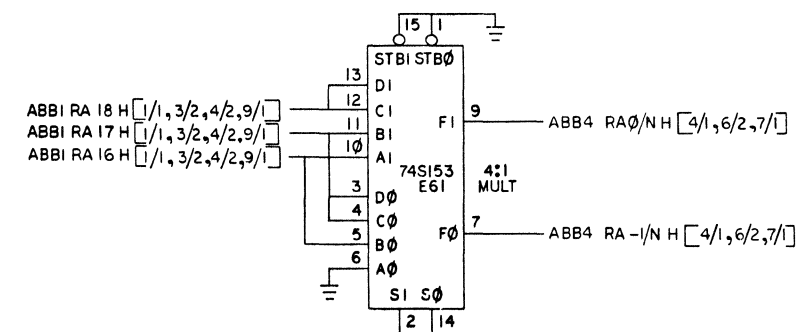 15 1
STB1 STBØ
13 D1
12 C1
ABB1 RA 18 H [1/1, 3/2, 4/2, 9/1]
11 B1
ABB1 RA 17 H [1/1, 3/2, 4/2, 9/1]
1Ø A1
ABB1 RA 16 H [1/1, 3/2, 4/2, 9/1]
F1 9 ABB4 RAØ/N H [4/1, 6/2, 7/1]
74S153 4:1
E61 MULT
3 DØ
4 CØ
5 BØ
6 AØ
FØ 7 ABB4 RA -1/N H [4/1, 6/2, 7/1]
S1 SØ
2 14